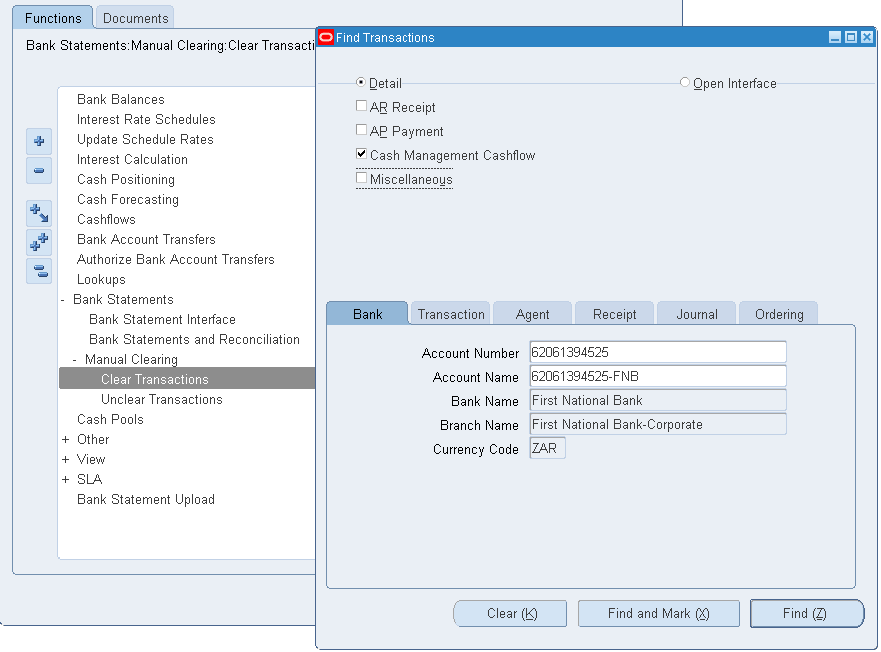 Functions
Documents
Bank Statements:Manual Clearing:Clear Transacti
Bank Balances
Interest Rate Schedules
Update Schedule Rates
Interest Calculation
Cash Positioning
Cash Forecasting
Cashflows
Bank Account Transfers
Authorize Bank Account Transfers
Lookups
- Bank Statements
Bank Statement Interface
Bank Statements and Reconciliation
- Manual Clearing
Clear Transactions
Unclear Transactions
Cash Pools
+ Other
+ View
+ SLA
Bank Statement Upload
Find Transactions
Detail
Open Interface
AR Receipt
AP Payment
Cash Management Cashflow
Miscellaneous
Bank
Transaction
Agent
Receipt
Journal
Ordering
Account Number 62061394525
Account Name 62061394525-FNB
Bank Name First National Bank
Branch Name First National Bank-Corporate
Currency Code ZAR
Clear (K)
Find and Mark (X)
Find (Z)